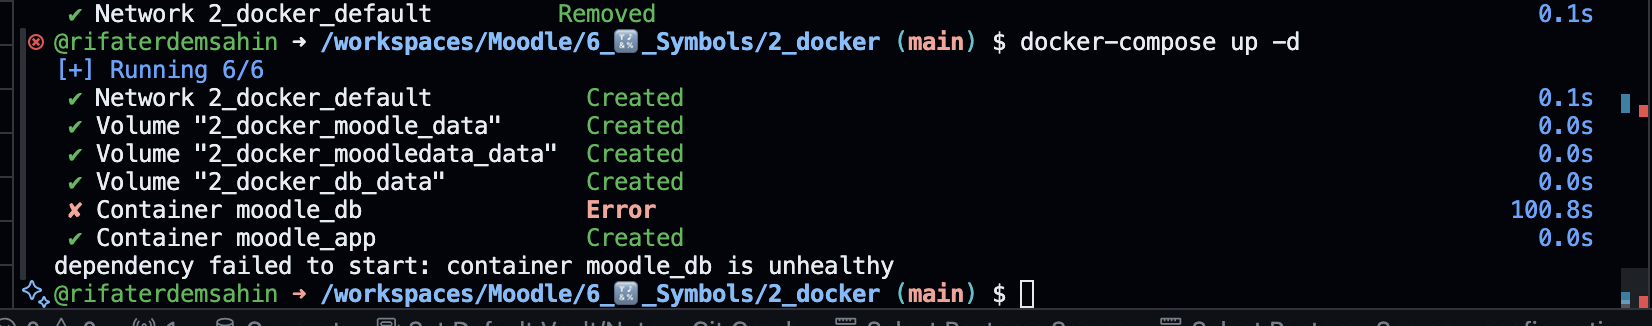 ✔ Network 2_docker_default Removed 0.1s
@rifaterdemsahin ➜ /workspaces/Moodle/6_🔣_Symbols/2_docker (main) $ docker-compose up -d
[+] Running 6/6
✔ Network 2_docker_default Created 0.1s
✔ Volume "2_docker_moodle_data" Created 0.0s
✔ Volume "2_docker_moodledata_data" Created 0.0s
✔ Volume "2_docker_db_data" Created 0.0s
✘ Container moodle_db Error 100.8s
✔ Container moodle_app Created 0.0s
dependency failed to start: container moodle_db is unhealthy
@rifaterdemsahin ➜ /workspaces/Moodle/6_🔣_Symbols/2_docker (main) $